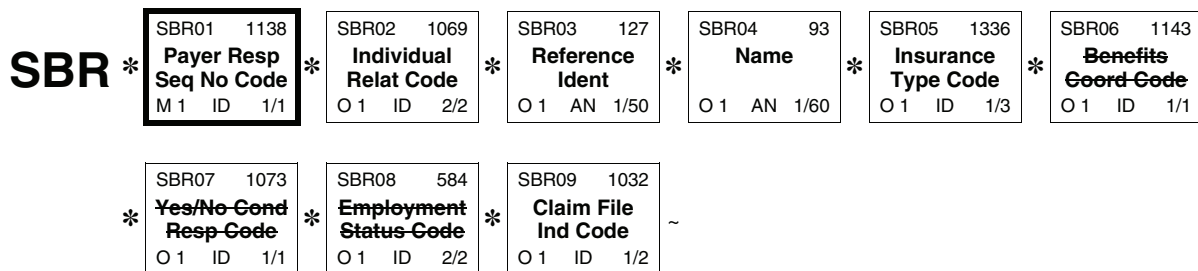 SBR * SBR01 1138 * SBR02 1069 * SBR03 127 * SBR04 93 * SBR05 1336 * SBR06 1143
Payer Resp Individual Reference Name Insurance Benefits
Seq No Code Relat Code Ident Type Code Coord Code
M 1 ID 1/1 O 1 ID 2/2 O 1 AN 1/50 O 1 AN 1/60 O 1 ID 1/3 O 1 ID 1/1
* SBR07 1073 * SBR08 584 * SBR09 1032 ~
Yes/No Cond Employment Claim File
Resp Code Status Code Ind Code
O 1 ID 1/1 O 1 ID 2/2 O 1 ID 1/2